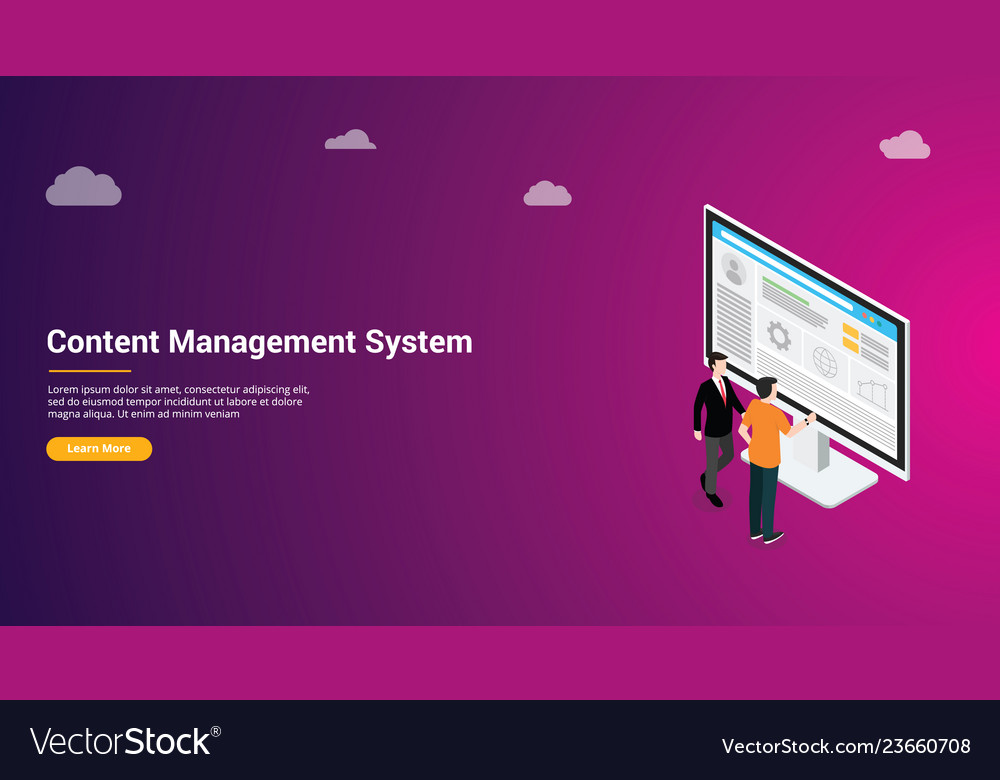 Content Management System
Lorem ipsum dolor sit amet, consectetur adipiscing elit,
sed do eiusmod tempor incididunt ut labore et dolore
magna aliqua. Ut enim ad minim veniam
Learn More
VectorStock®
VectorStock.com/23660708